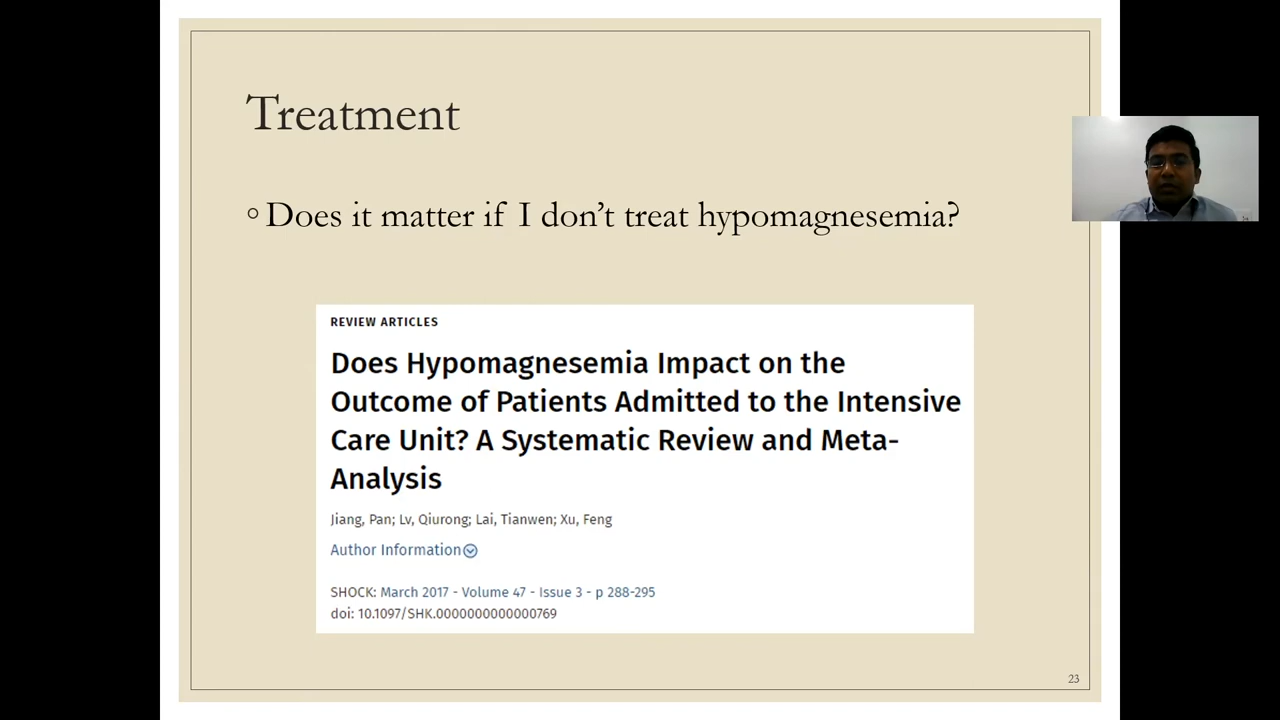 Treatment
Does it matter if I don't treat hypomagnesemia?
REVIEW ARTICLES
Does Hypomagnesemia Impact on the
Outcome of Patients Admitted to the Intensive
Care Unit? A Systematic Review and Meta-
Analysis
Jiang, Pan; Lv, Qiurong; Lai, Tianwen; Xu, Feng
Author Information
SHOCK: March 2017 - Volume 47 - Issue 3 - p 288-295
doi: 10.1097/SHK.0000000000000769
23